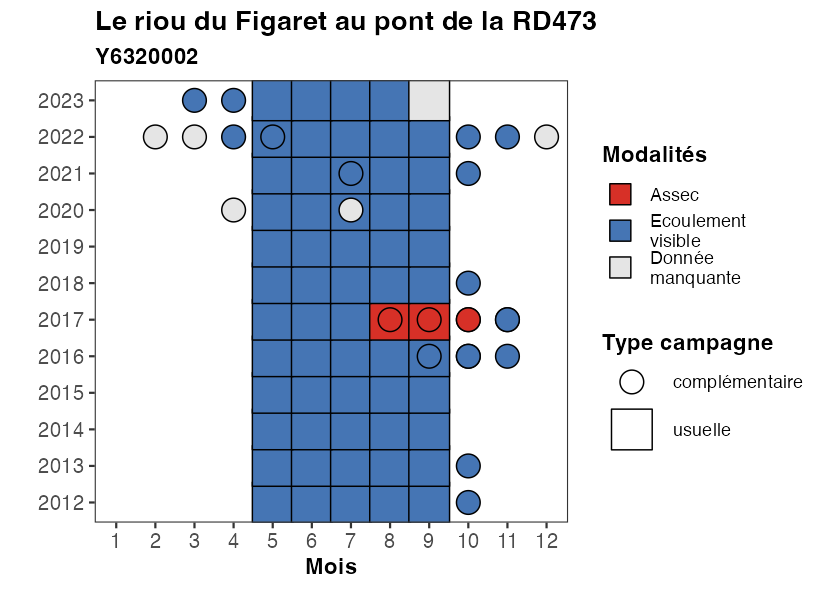 Le riou du Figaret au pont de la RD473
Y6320002
2023
2022
2021
2020
2019
2018
2017
2016
2015
2014
2013
2012
1 2 3 4 5 6 7 8 9 10 11 12
Mois
Modalités
Assec
Ecoulement
visible
Donnée
manquante
Type campagne
complémentaire
usuelle